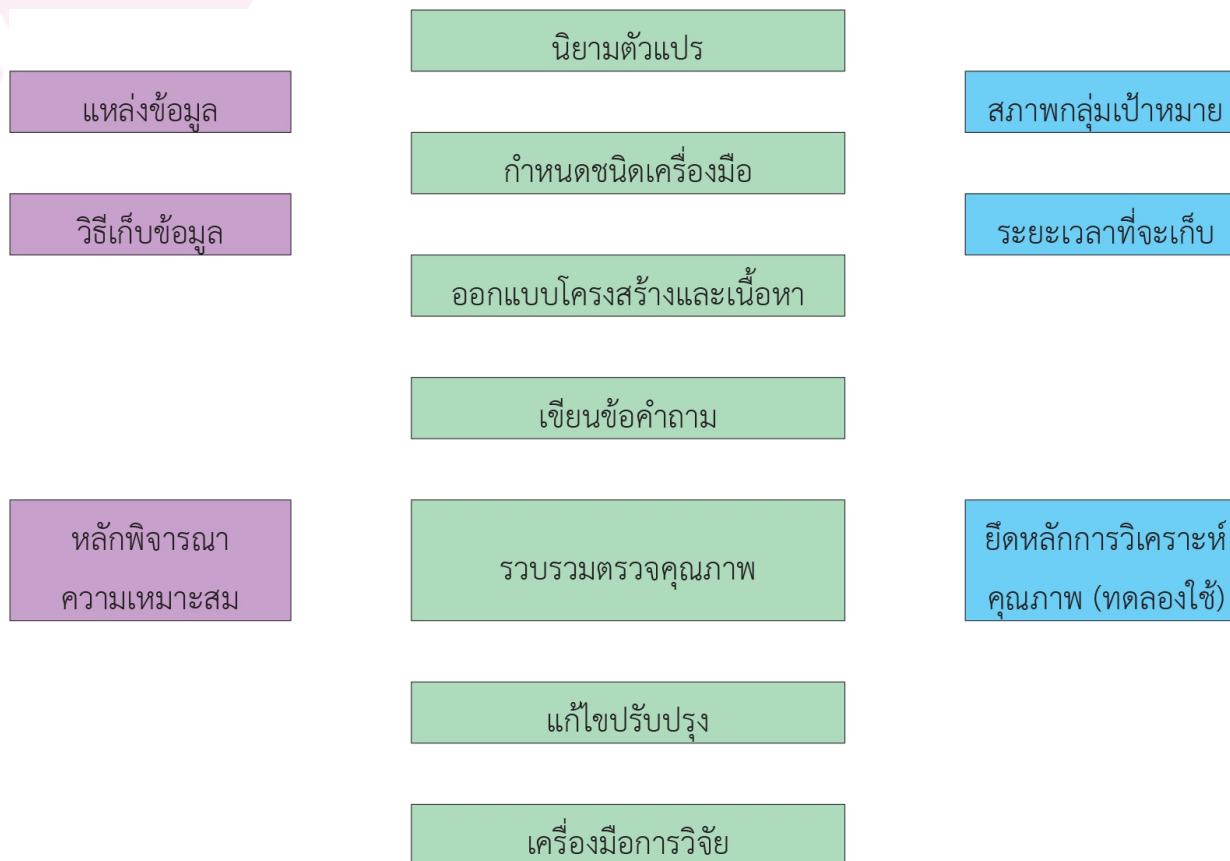 นิยามตัวแปร
แหล่งข้อมูล
สภาพกลุ่มเป้าหมาย
กำหนดชนิดเครื่องมือ
วิธีเก็บข้อมูล
ระยะเวลาที่จะเก็บ
ออกแบบโครงสร้างและเนื้อหา
เขียนข้อคำถาม
หลักพิจารณา
ความเหมาะสม
รวบรวมตรวจคุณภาพ
ยึดหลักการวิเคราะห์
คุณภาพ (ทดลองใช้)
แก้ไขปรับปรุง
เครื่องมือการวิจัย